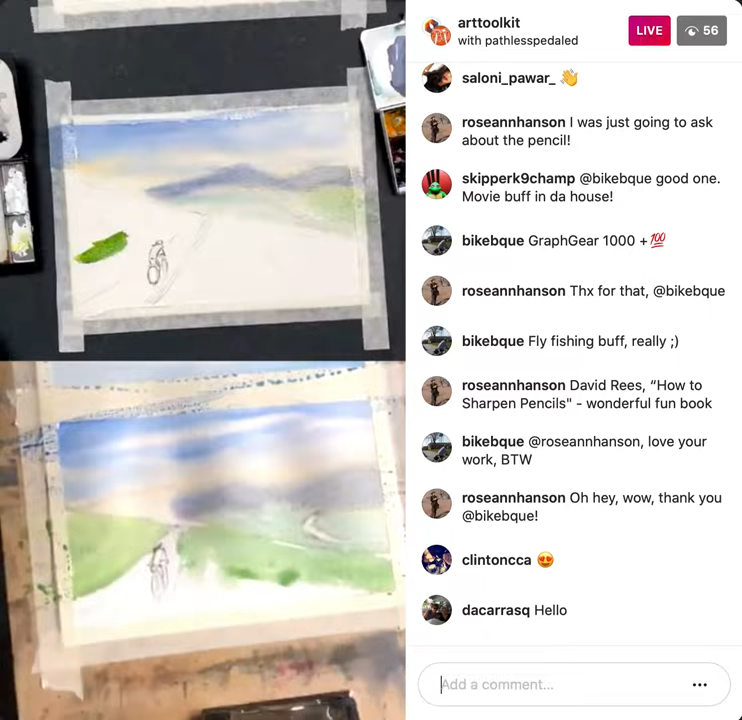 arttoolkit
with pathlesspedaled
LIVE
56
saloni_pawar_ 👋
roseannhanson I was just going to ask
about the pencil!
skipperk9champ @bikebque good one.
Movie buff in da house!
bikebque GraphGear 1000 +💯
roseannhanson Thx for that, @bikebque
bikebque Fly fishing buff, really ;)
roseannhanson David Rees, “How to
Sharpen Pencils" - wonderful fun book
bikebque @roseannhanson, love your
work, BTW
roseannhanson Oh hey, wow, thank you
@bikebque!
clintoncca 😍
dacarrasq Hello
Add a comment...